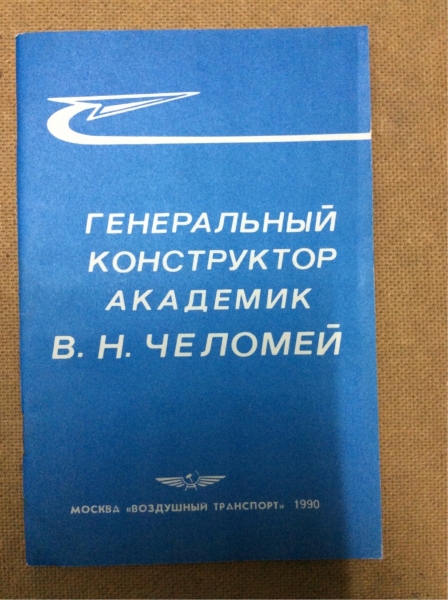 ГЕНЕРАЛЬНЫЙ
КОНСТРУКТОР
АКАДЕМИК
В. Н. ЧЕЛОМЕЙ
МОСКВА «ВОЗДУШНЫЙ ТРАНСПОРТ» 1990